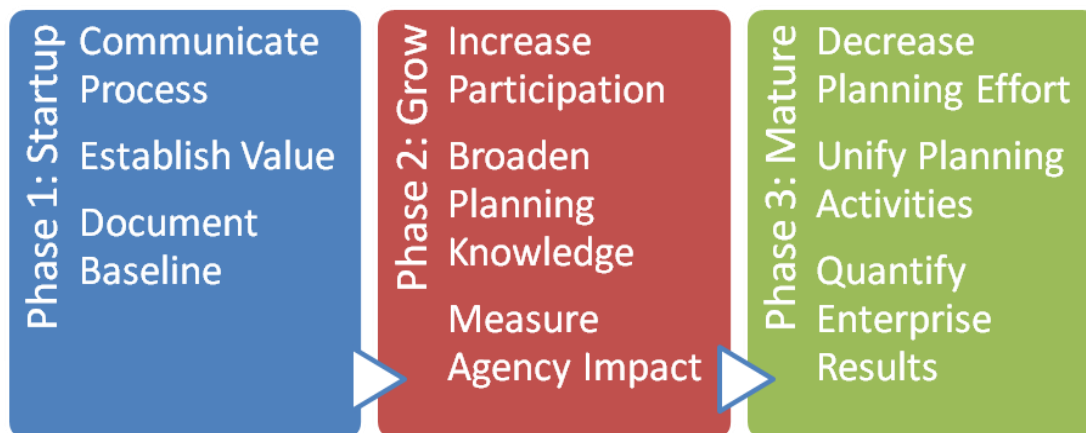 Phase 1: Startup
Communicate
Process
Establish Value
Document
Baseline
Phase 2: Grow
Increase
Participation
Broaden
Planning
Knowledge
Measure
Agency Impact
Phase 3: Mature
Decrease
Planning Effort
Unify Planning
Activities
Quantify
Enterprise
Results